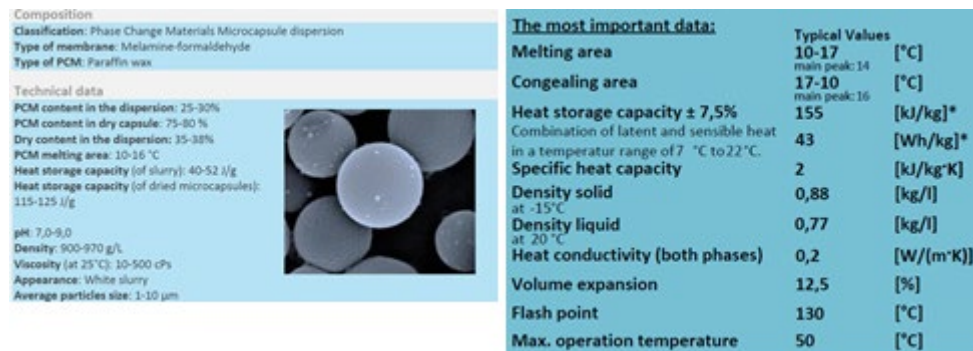 Composition
Classification: Phase Change Materials Microcapsule dispersion
Type of membrane: Melamine-formaldehyde
Type of PCM: Paraffin wax
Technical data
PCM content in the dispersion: 25-30%
PCM content in dry capsule: 75-80 %
Dry content in the dispersion: 35-38%
PCM melting area: 10-16 °C
Heat storage capacity (of slurry): 40-52 J/g
Heat storage capacity (of dried microcapsules):
115-125 J/g
pH: 7,0-9,0
Density: 900-970 g/L
Viscosity (at 25°C): 10-500 cPs
Appearance: White slurry
Average particles size: 1-10 μm
The most important data:
Typical Values
Melting area 10-17 [°C]
main peak: 14
Congealing area 17-10 [°C]
main peak: 16
Heat storage capacity ± 7,5% 155 [kJ/kg]*
Combination of latent and sensible heat 43 [Wh/kg]*
in a temperatur range of 7 °C to 22°C.
Specific heat capacity 2 [kJ/kg·K]
Density solid 0,88 [kg/l]
at -15°C
Density liquid 0,77 [kg/l]
at 20 °C
Heat conductivity (both phases) 0,2 [W/(m·K)]
Volume expansion 12,5 [%]
Flash point 130 [°C]
Max. operation temperature 50 [°C]